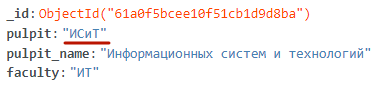 _id: ObjectId("61a0f5bcee10f51cb1d9d8ba")
pulpit: "ИСиТ"
pulpit_name: "Информационных систем и технологий"
faculty: "ИТ"